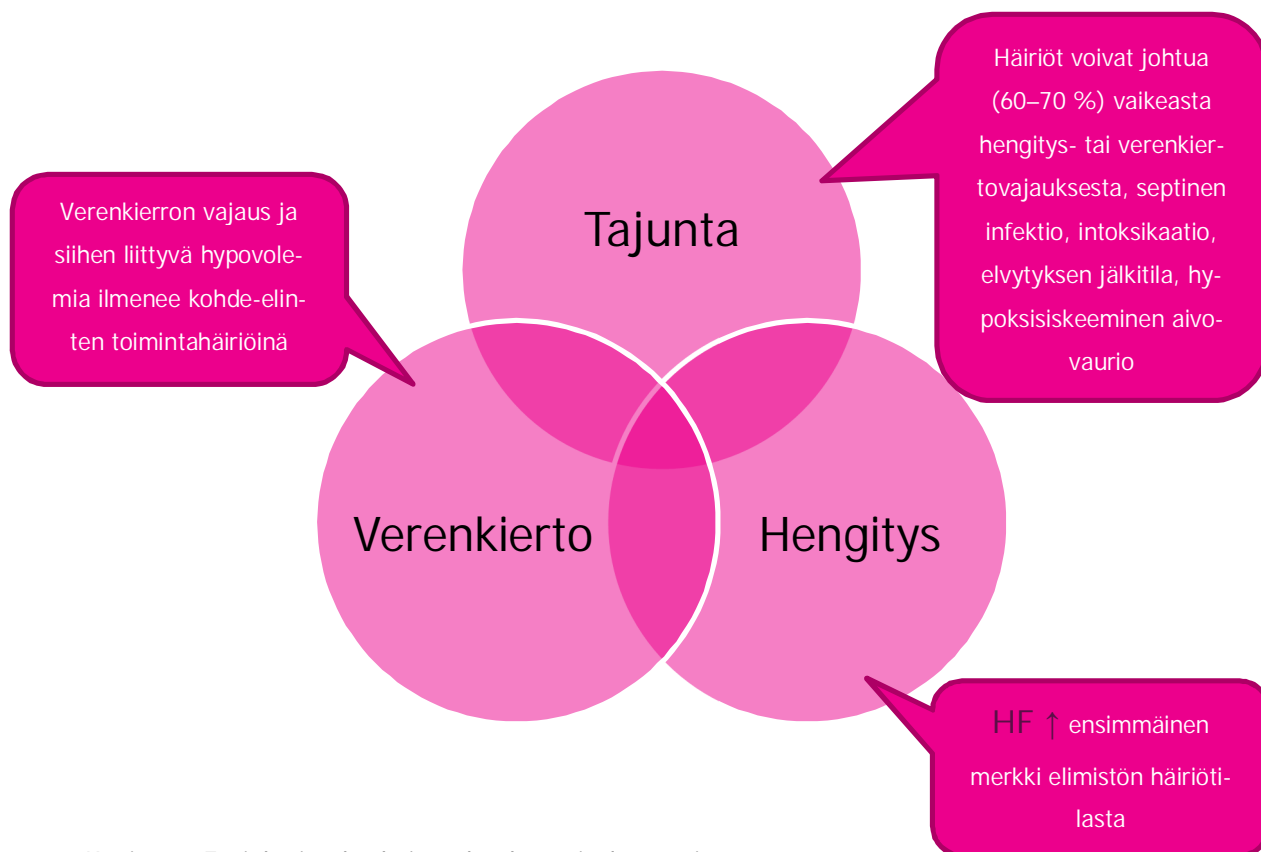 Häiriöt voivat johtua
(60–70 %) vaikeasta
hengitys- tai verenkier-
tovajauksesta, septinen
infektio, intoksikaatio,
elvytyksen jälkitila, hy-
poksisiskeeminen aivo-
vaurio
Verenkierron vajaus ja
siihen liittyvä hypovole-
mia ilmenee kohde-elin-
ten toimintahäiriöinä
Tajunta
Verenkierto
Hengitys
HF ↑ ensimmäinen
merkki elimistön häiriöti-
lasta